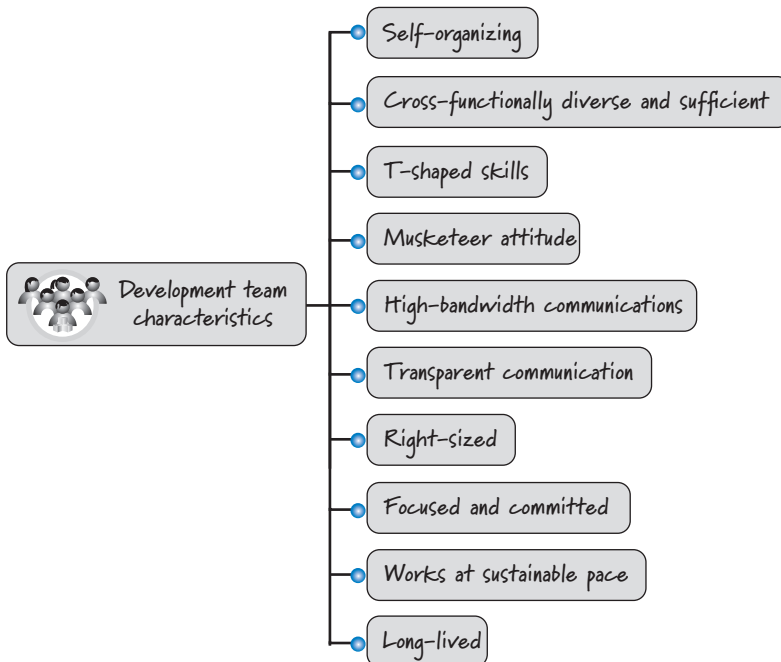 Self-organizing
Cross-functionally diverse and sufficient
T-shaped skills
Musketeer attitude
Development team
characteristics
High-bandwidth communications
Transparent communication
Right-sized
Focused and committed
Works at sustainable pace
Long-lived